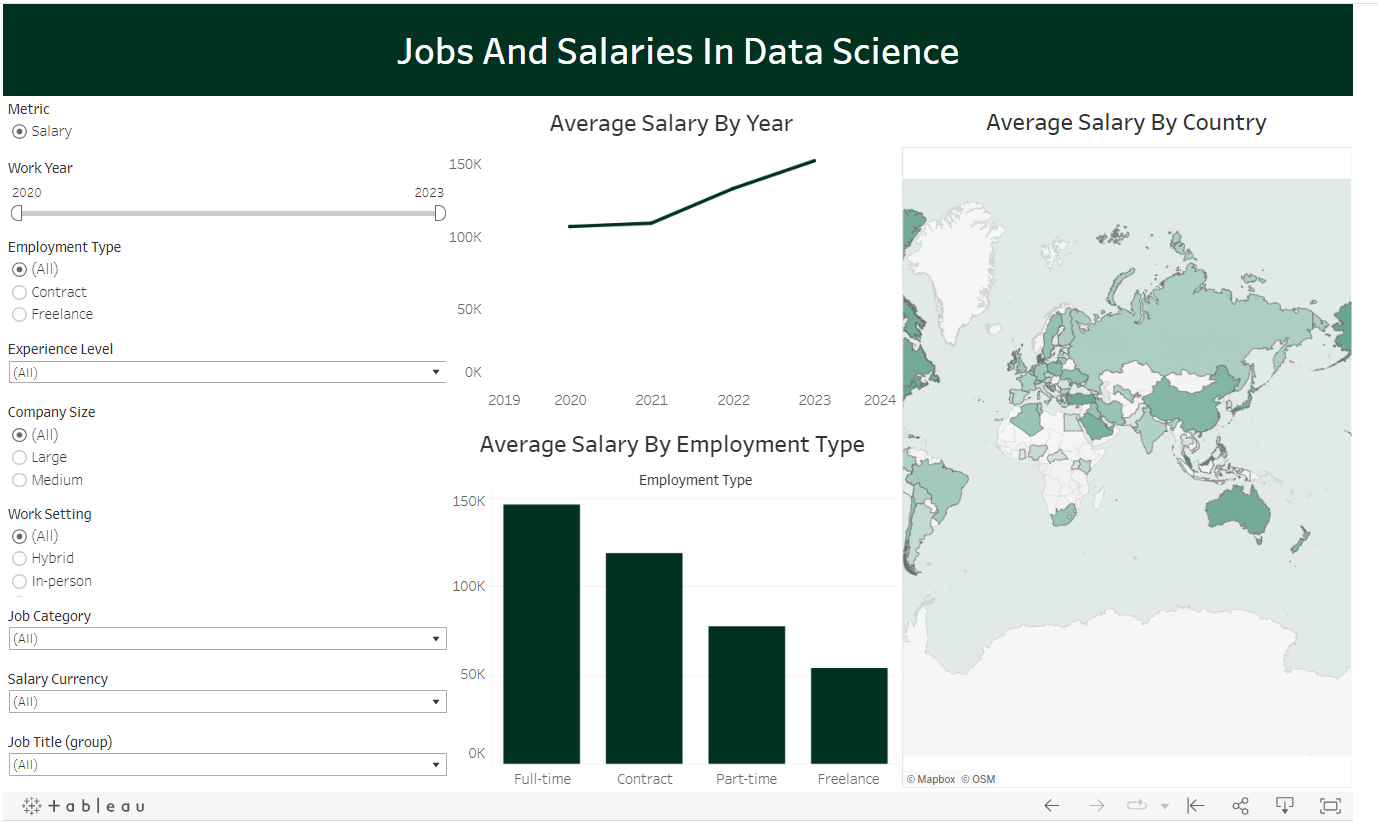 Jobs And Salaries In Data Science
Metric
Salary
Work Year
2020 2023
Employment Type
(All)
Contract
Freelance
Experience Level
(All)
Company Size
(All)
Large
Medium
Work Setting
(All)
Hybrid
In-person
Job Category
(All)
Salary Currency
(All)
Job Title (group)
(All)
Average Salary By Year
150K
100K
50K
0K
2019 2020 2021 2022 2023 2024
Average Salary By Employment Type
Employment Type
150K
100K
50K
0K
Full-time Contract Part-time Freelance
Average Salary By Country
© Mapbox © OSM
+ a b | e a u